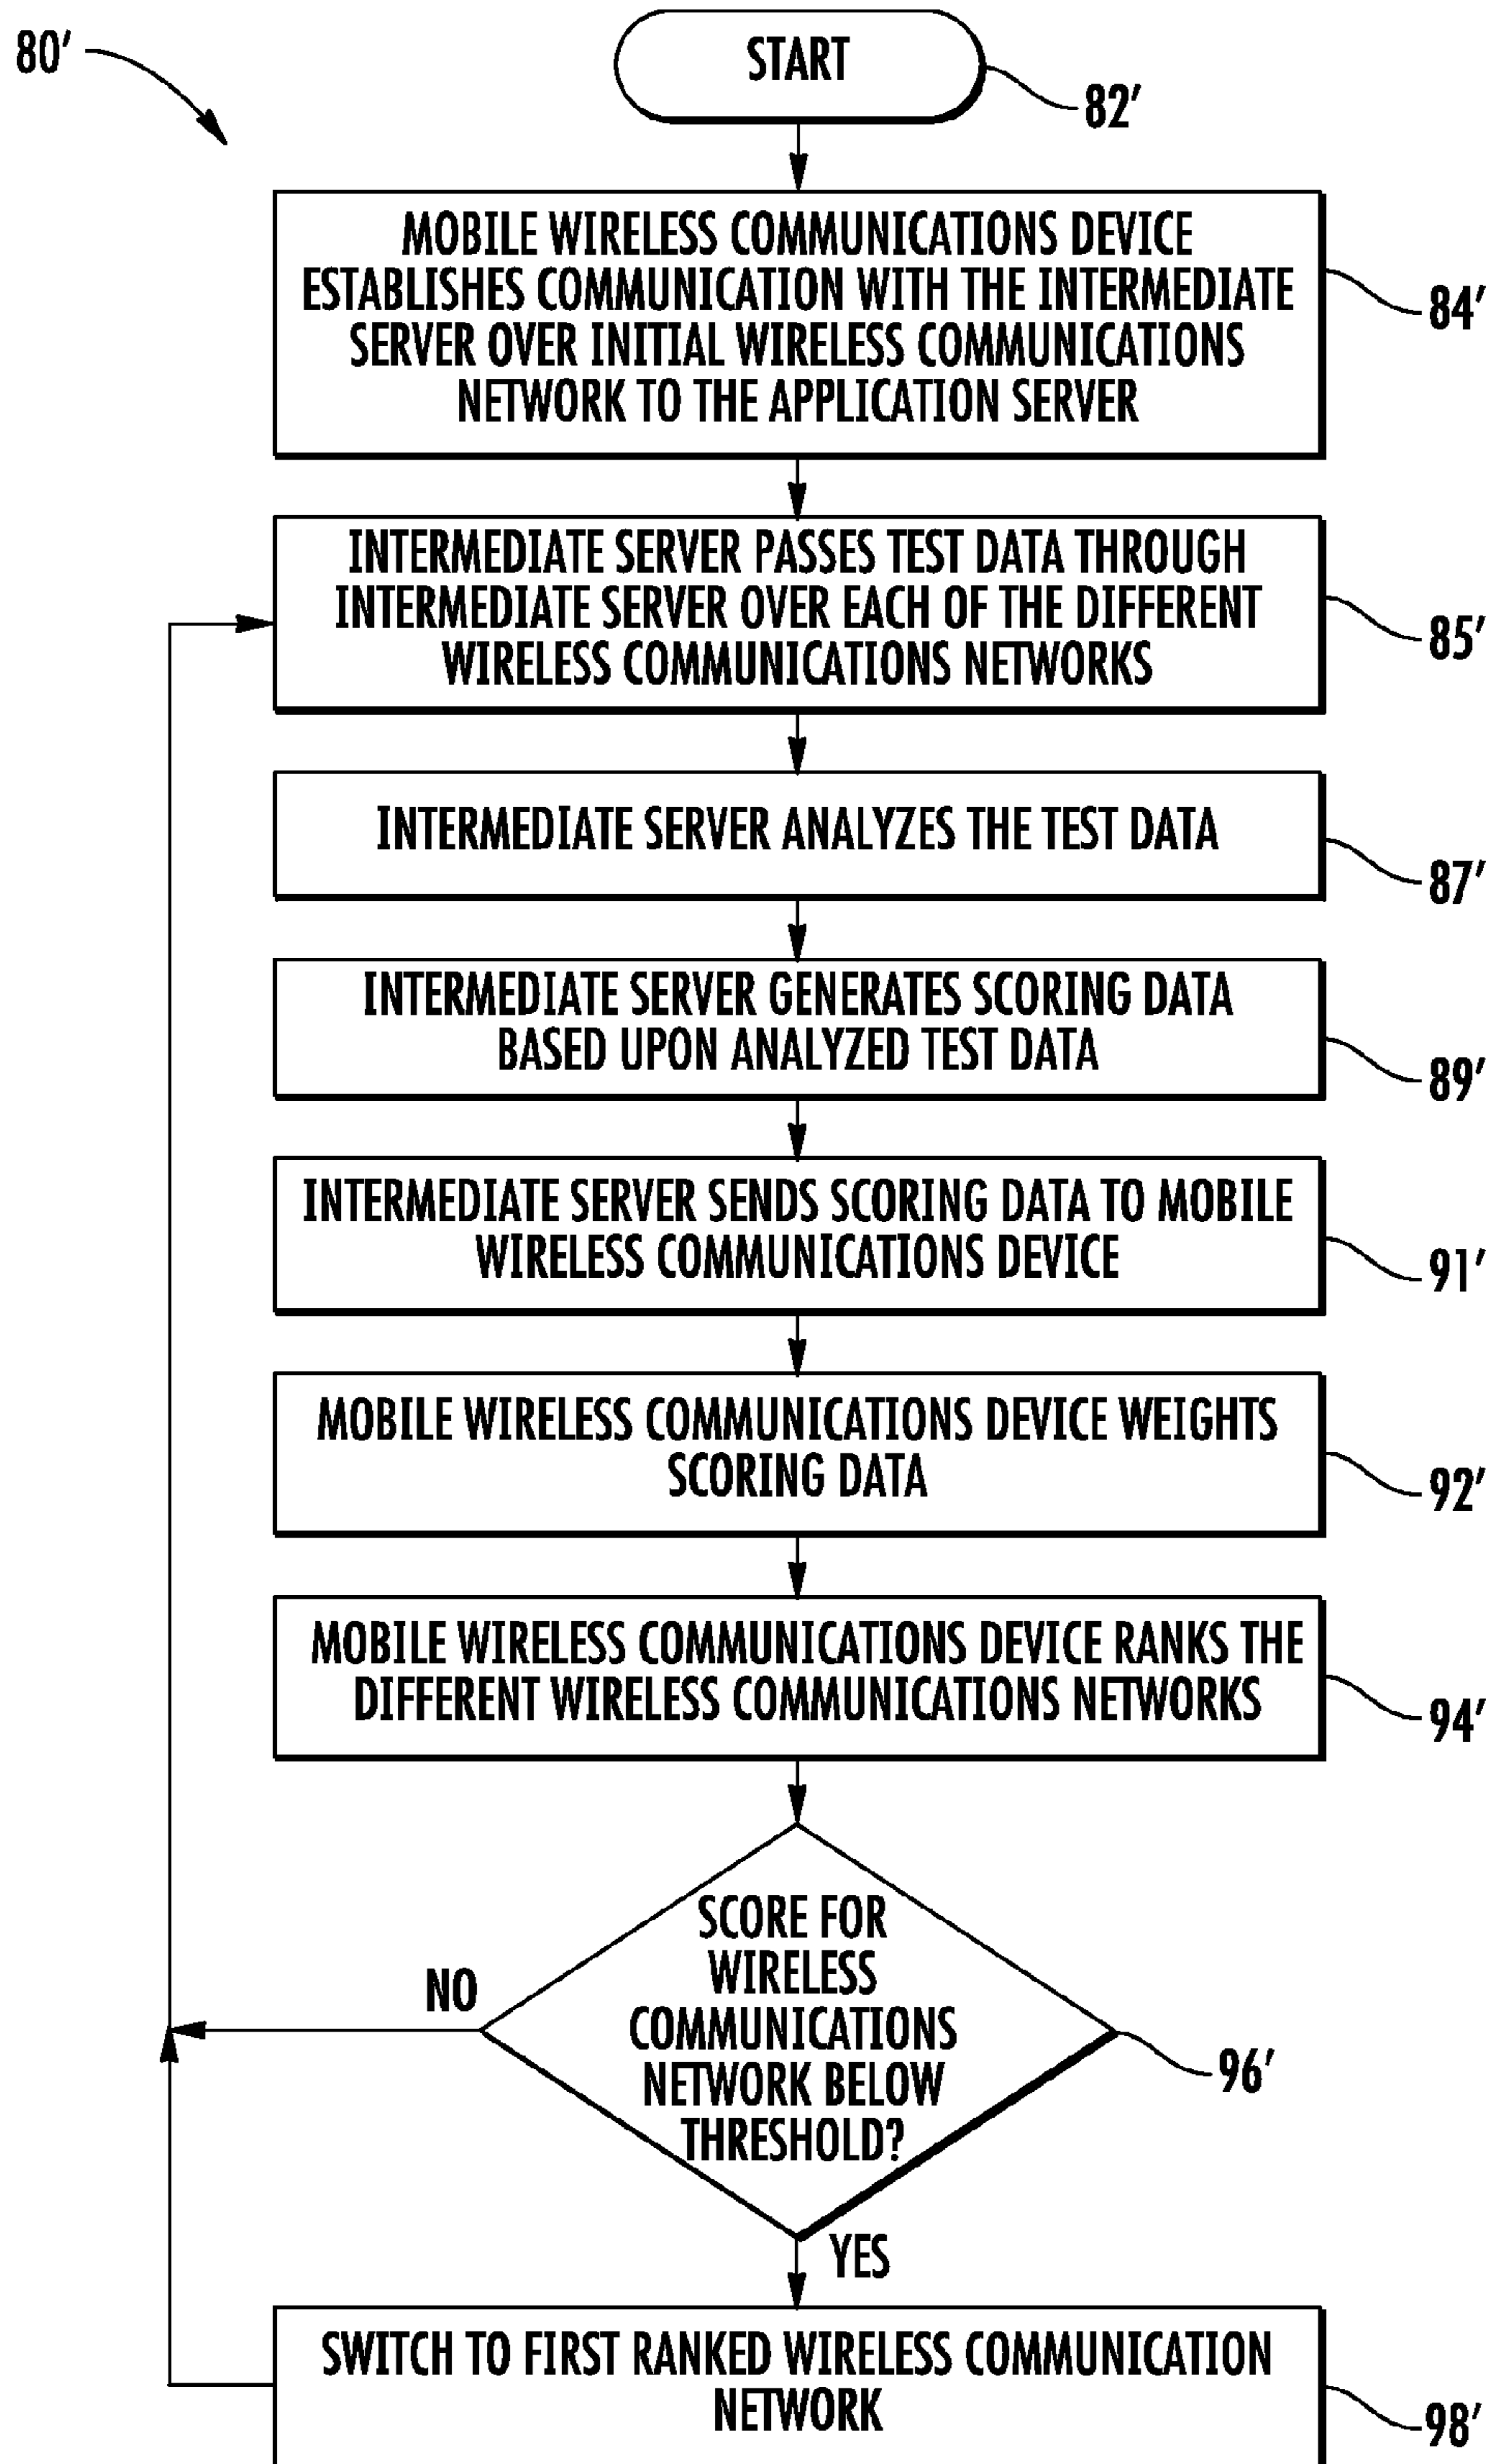 80'
START
82'
MOBILE WIRELESS COMMUNICATIONS DEVICE
ESTABLISHES COMMUNICATION WITH THE INTERMEDIATE
SERVER OVER INITIAL WIRELESS COMMUNICATIONS
NETWORK TO THE APPLICATION SERVER
84'
INTERMEDIATE SERVER PASSES TEST DATA THROUGH
INTERMEDIATE SERVER OVER EACH OF THE DIFFERENT
WIRELESS COMMUNICATIONS NETWORKS
85'
INTERMEDIATE SERVER ANALYZES THE TEST DATA
87'
INTERMEDIATE SERVER GENERATES SCORING DATA
BASED UPON ANALYZED TEST DATA
89'
INTERMEDIATE SERVER SENDS SCORING DATA TO MOBILE
WIRELESS COMMUNICATIONS DEVICE
91'
MOBILE WIRELESS COMMUNICATIONS DEVICE WEIGHTS
SCORING DATA
92'
MOBILE WIRELESS COMMUNICATIONS DEVICE RANKS THE
DIFFERENT WIRELESS COMMUNICATIONS NETWORKS
94'
SCORE FOR
WIRELESS
COMMUNICATIONS
NETWORK BELOW
THRESHOLD?
NO
96'
YES
SWITCH TO FIRST RANKED WIRELESS COMMUNICATION
NETWORK
98'